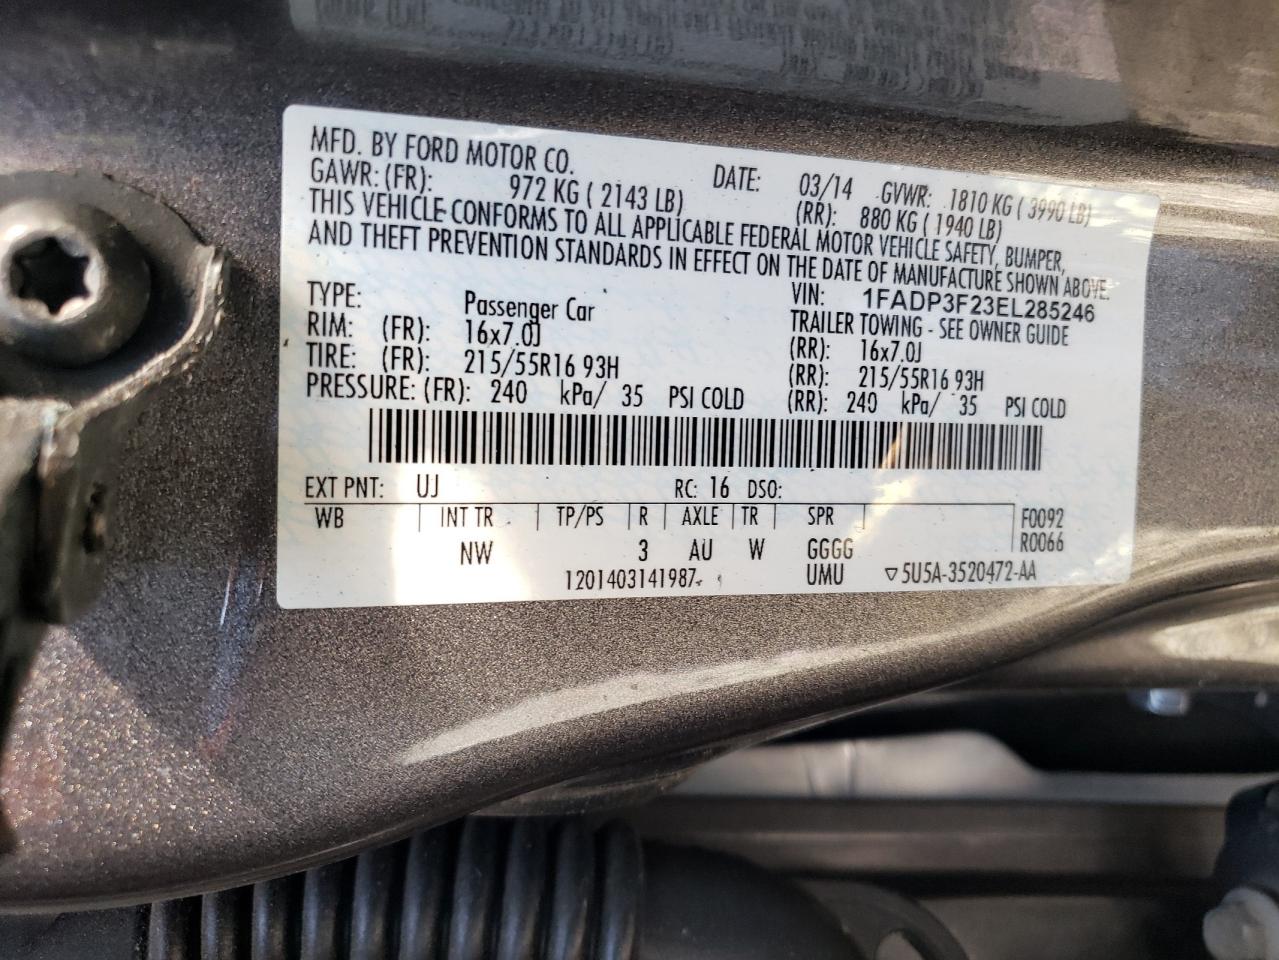 MFD. BY FORD MOTOR CO.
DATE: 03/14 GVWR: 1810 KG ( 3990 LB)
GAWR: (FR): 972 KG ( 2143 LB) (RR): 880 KG ( 1940 LB)
THIS VEHICLE CONFORMS TO ALL APPLICABLE FEDERAL MOTOR VEHICLE SAFETY, BUMPER,
AND THEFT PREVENTION STANDARDS IN EFFECT ON THE DATE OF MANUFACTURE SHOWN ABOVE.
VIN: 1FADP3F23EL285246
TYPE: Passenger Car TRAILER TOWING - SEE OWNER GUIDE
RIM: (FR): 16x7.0J (RR): 16x7.0J
TIRE: (FR): 215/55R16 93H (RR): 215/55R16 93H
PRESSURE: (FR): 240 kPa/ 35 PSI COLD (RR): 240 kPa/ 35 PSI COLD
EXT PNT: UJ RC: 16 DSO:
WB INT TR TP/PS R AXLE TR SPR F0092
NW 3 AU W GGGG R0066
1201403141987 UMU ▽5U5A-3520472-AA